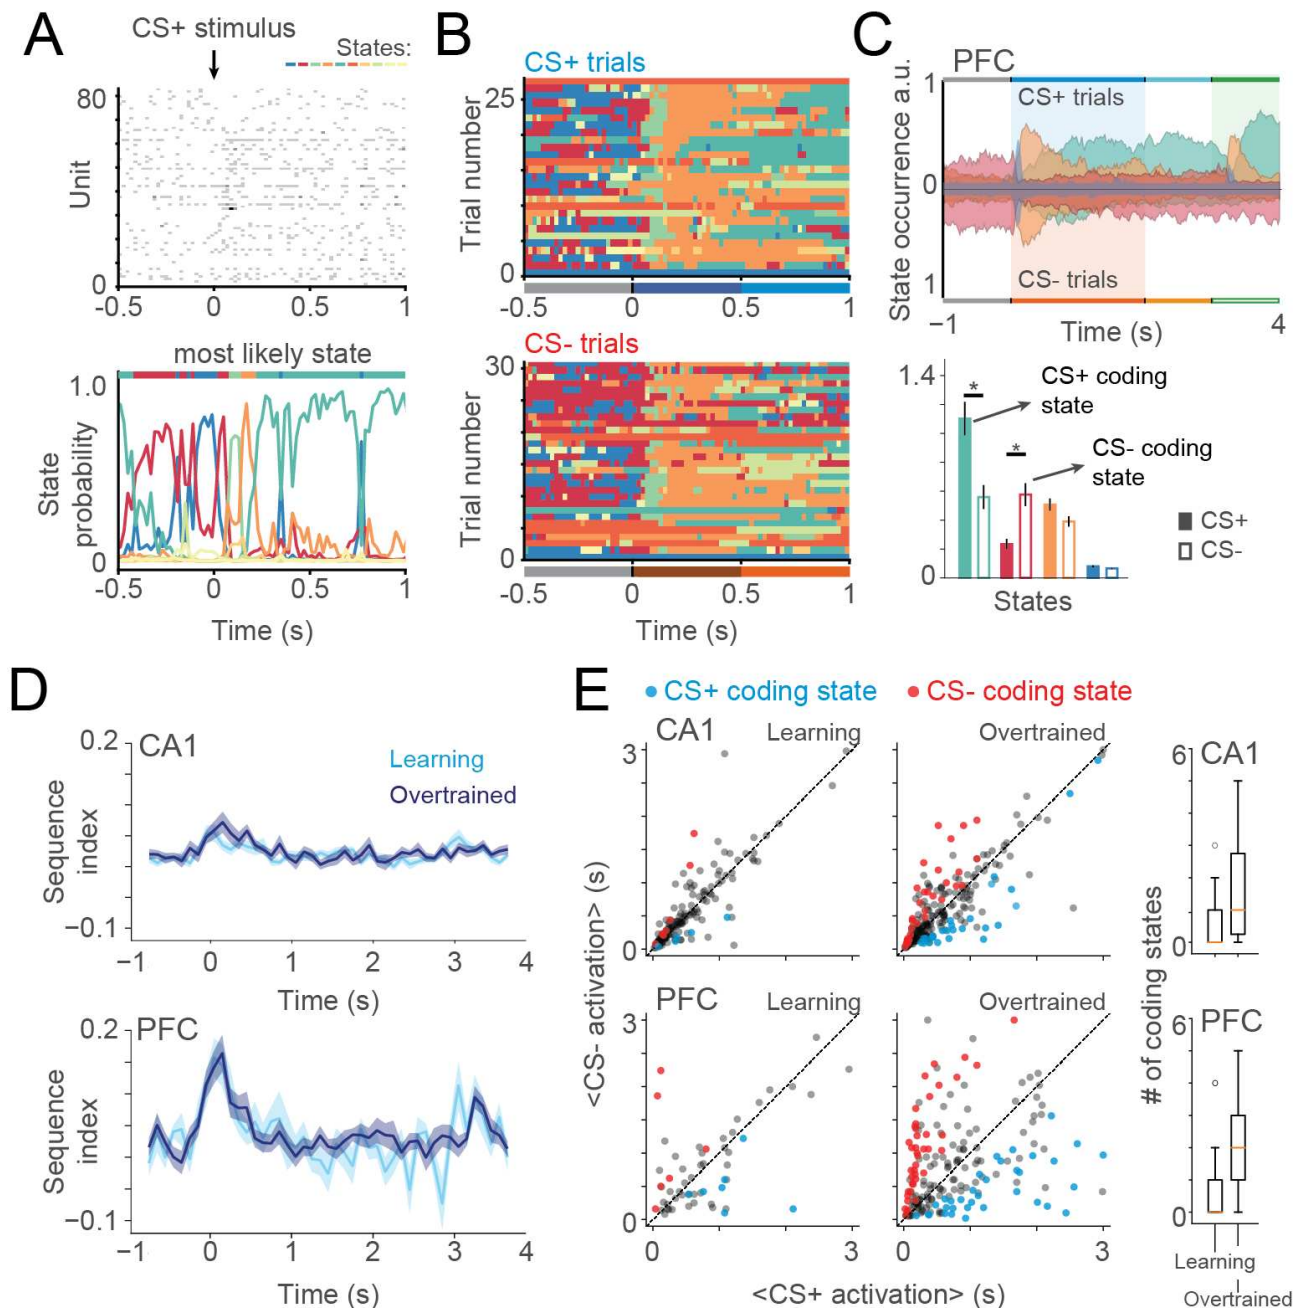 A
CS+ stimulus
States:
80
Unit
0
-0.5 0 0.5 1
most likely state
1.0
State
probability
0
-0.5 0 0.5 1
Time (s)
B
CS+ trials
25
Trial number
0
-0.5 0 0.5 1
CS- trials
30
Trial number
0
-0.5 0 0.5 1
Time (s)
C
PFC
1
CS+ trials
State occurrence a.u.
0
CS- trials
1
−1 Time (s) 4
1.4
*
CS+ coding
state
*
CS- coding
state
CS+
CS-
0
States
D
0.2
CA1
Learning
Overtrained
Sequence
index
−0.1
−1 0 1 2 3 4
Time (s)
0.2
PFC
Sequence
index
−0.1
−1 0 1 2 3 4
Time (s)
E
CS+ coding state
CS- coding state
CA1 Learning
3
0
Overtrained
6
CA1
0
<CS- activation> (s)
PFC Learning
3
0
0 3
Overtrained
0 3
<CS+ activation> (s)
# of coding states
6
PFC
0
Learning
Overtrained